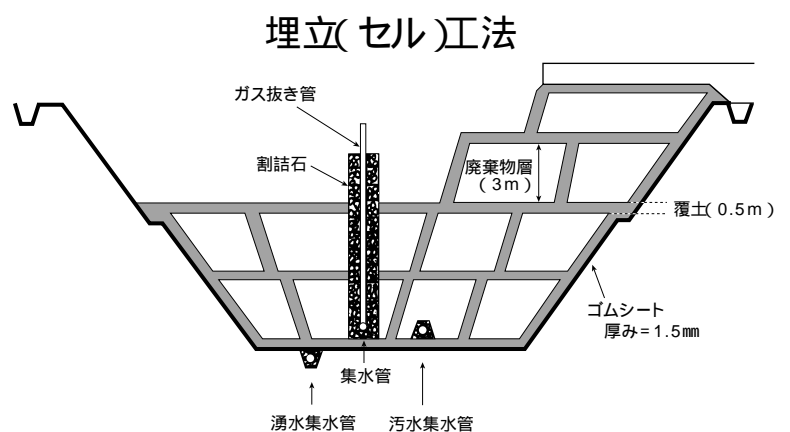 埋立(セル)工法
ガス抜き管
割詰石
廃棄物層
(3m)
覆土(0.5m)
ゴムシート
厚み=1.5㎜
集水管
湧水集水管
汚水集水管